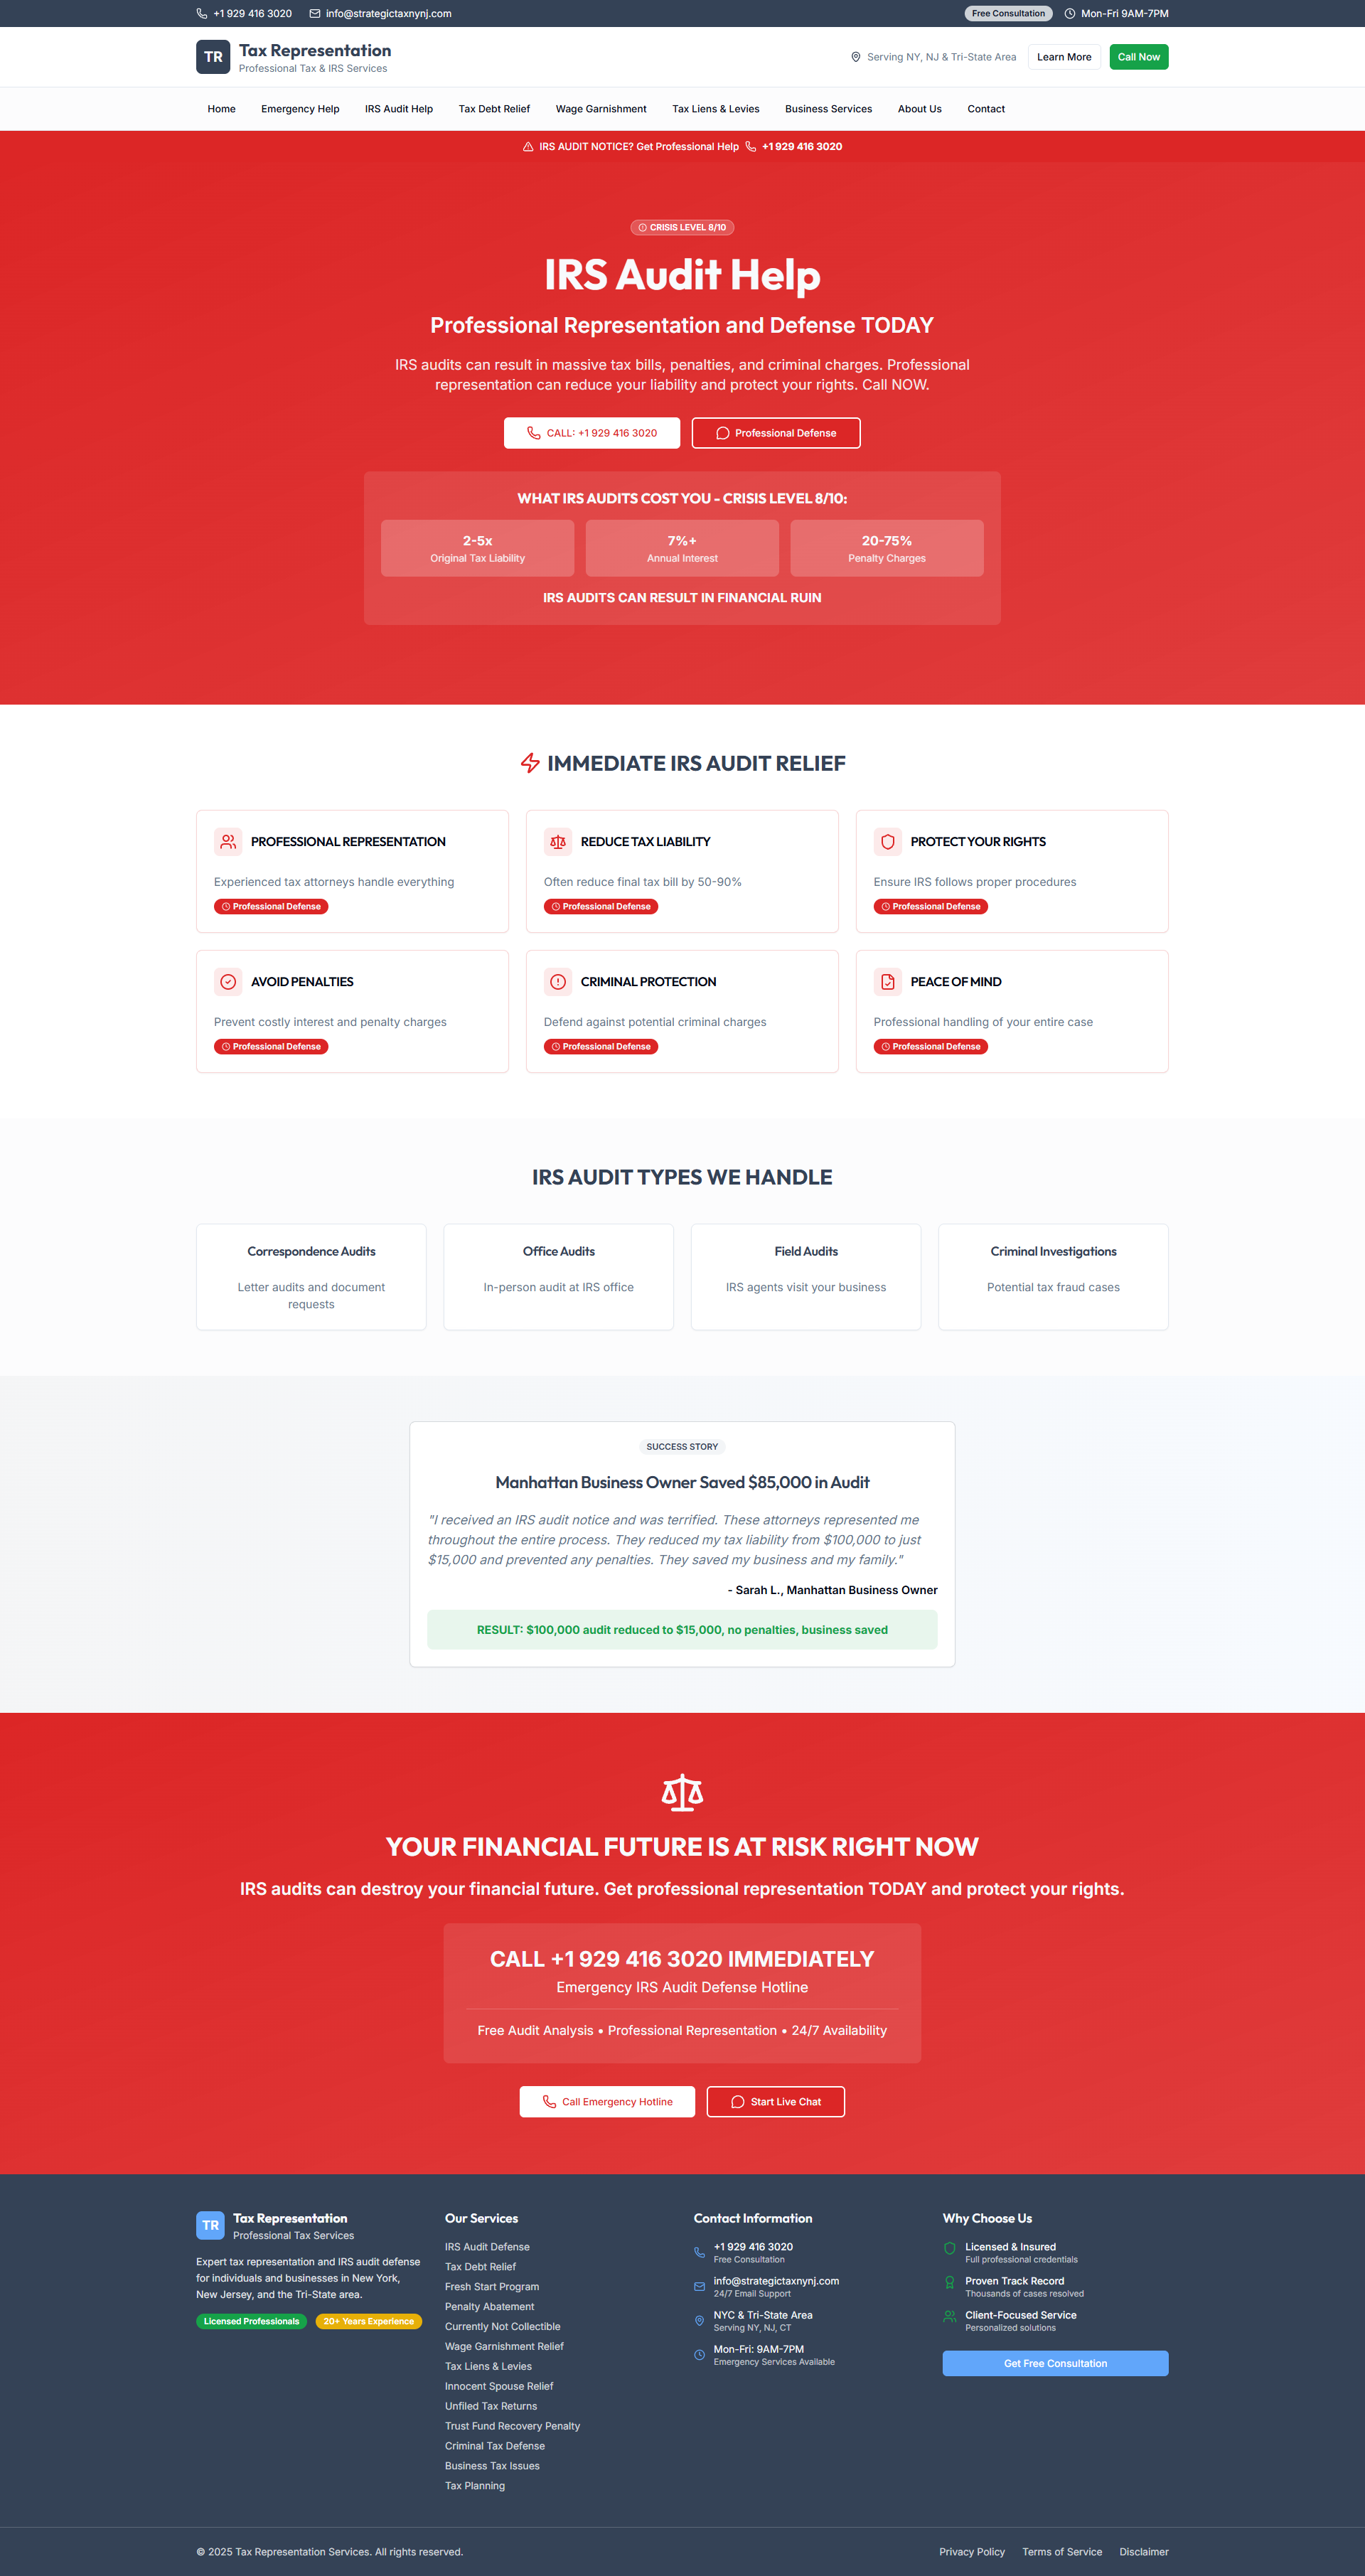 +1 929 416 3020 info@strategictaxnynj.com Free Consultation Mon-Fri 9AM-7PM
TR Tax Representation
Professional Tax & IRS Services
Serving NY, NJ & Tri-State Area Learn More Call Now
Home Emergency Help IRS Audit Help Tax Debt Relief Wage Garnishment Tax Liens & Levies Business Services About Us Contact
IRS AUDIT NOTICE? Get Professional Help +1 929 416 3020
CRISIS LEVEL 8/10
IRS Audit Help
Professional Representation and Defense TODAY
IRS audits can result in massive tax bills, penalties, and criminal charges. Professional
representation can reduce your liability and protect your rights. Call NOW.
CALL: +1 929 416 3020 Professional Defense
WHAT IRS AUDITS COST YOU - CRISIS LEVEL 8/10:
2-5x
Original Tax Liability
7%+
Annual Interest
20-75%
Penalty Charges
IRS AUDITS CAN RESULT IN FINANCIAL RUIN
IMMEDIATE IRS AUDIT RELIEF
PROFESSIONAL REPRESENTATION
Experienced tax attorneys handle everything
Professional Defense
REDUCE TAX LIABILITY
Often reduce final tax bill by 50-90%
Professional Defense
PROTECT YOUR RIGHTS
Ensure IRS follows proper procedures
Professional Defense
AVOID PENALTIES
Prevent costly interest and penalty charges
Professional Defense
CRIMINAL PROTECTION
Defend against potential criminal charges
Professional Defense
PEACE OF MIND
Professional handling of your entire case
Professional Defense
IRS AUDIT TYPES WE HANDLE
Correspondence Audits
Letter audits and document
requests
Office Audits
In-person audit at IRS office
Field Audits
IRS agents visit your business
Criminal Investigations
Potential tax fraud cases
SUCCESS STORY
Manhattan Business Owner Saved $85,000 in Audit
"I received an IRS audit notice and was terrified. These attorneys represented me
throughout the entire process. They reduced my tax liability from $100,000 to just
$15,000 and prevented any penalties. They saved my business and my family."
- Sarah L., Manhattan Business Owner
RESULT: $100,000 audit reduced to $15,000, no penalties, business saved
YOUR FINANCIAL FUTURE IS AT RISK RIGHT NOW
IRS audits can destroy your financial future. Get professional representation TODAY and protect your rights.
CALL +1 929 416 3020 IMMEDIATELY
Emergency IRS Audit Defense Hotline
Free Audit Analysis • Professional Representation • 24/7 Availability
Call Emergency Hotline Start Live Chat
TR Tax Representation
Professional Tax Services
Expert tax representation and IRS audit defense
for individuals and businesses in New York,
New Jersey, and the Tri-State area.
Licensed Professionals 20+ Years Experience
Our Services
IRS Audit Defense
Tax Debt Relief
Fresh Start Program
Penalty Abatement
Currently Not Collectible
Wage Garnishment Relief
Tax Liens & Levies
Innocent Spouse Relief
Unfiled Tax Returns
Trust Fund Recovery Penalty
Criminal Tax Defense
Business Tax Issues
Tax Planning
Contact Information
+1 929 416 3020
Free Consultation
info@strategictaxnynj.com
24/7 Email Support
NYC & Tri-State Area
Serving NY, NJ, CT
Mon-Fri: 9AM-7PM
Emergency Services Available
Why Choose Us
Licensed & Insured
Full professional credentials
Proven Track Record
Thousands of cases resolved
Client-Focused Service
Personalized solutions
Get Free Consultation
© 2025 Tax Representation Services. All rights reserved.
Privacy Policy Terms of Service Disclaimer